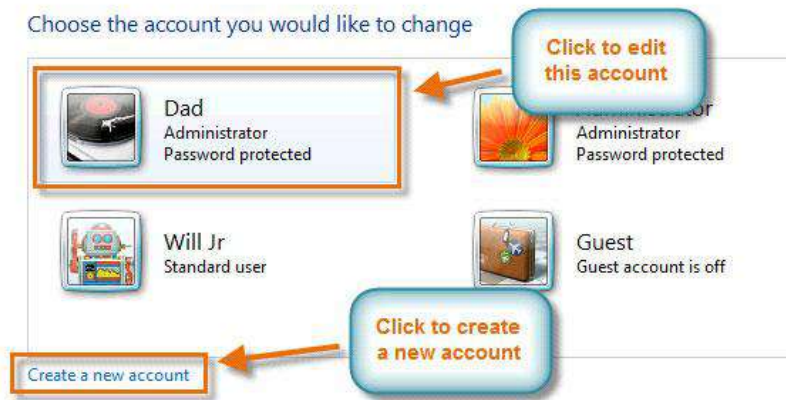 Choose the account you would like to change
Click to edit
this account
Dad
Administrator
Password protected
Administrator
Password protected
Will Jr
Standard user
Guest
Guest account is off
Click to create
a new account
Create a new account